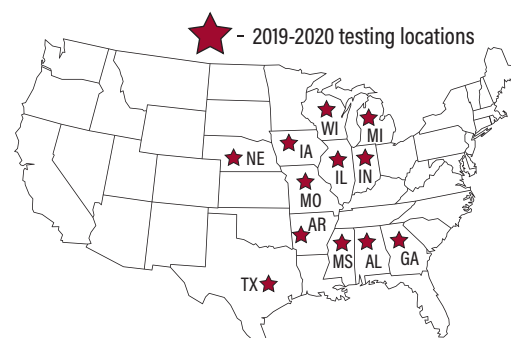 - 2019-2020 testing locations
WI
MI
NE
IA
IL
IN
MO
AR
MS
AL
GA
TX